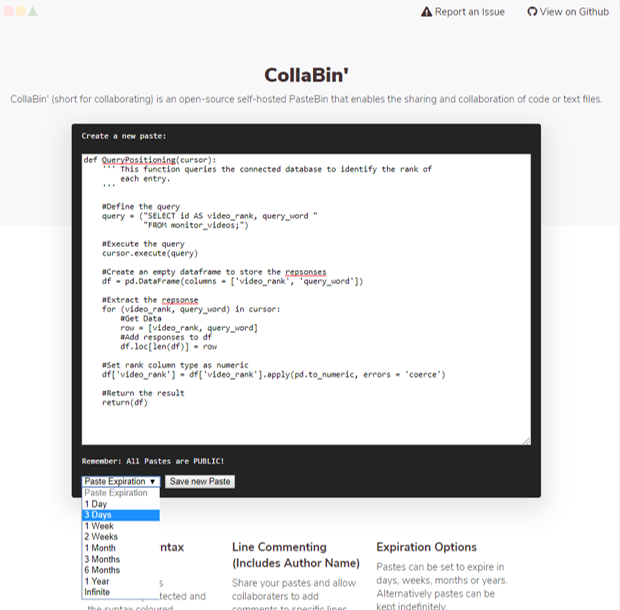 Report an Issue View on Github
CollaBin'
CollaBin' (short for collaborating) is an open-source self-hosted PasteBin that enables the sharing and collaboration of code or text files.
Create a new paste:
def QueryPositioning(cursor):
''' This function queries the connected database to identify the rank of
each entry.
'''
#Define the query
query = ("SELECT id AS video_rank, query_word "
"FROM monitor_videos;")
#Execute the query
cursor.execute(query)
#Create an empty dataframe to store the repsonses
df = pd.DataFrame(columns = ['video_rank', 'query_word'])
#Extract the repsonse
for (video_rank, query_word) in cursor:
#Get Data
row = [video_rank, query_word]
#Add responses to df
df.loc[len(df)] = row
#Set rank column type as numeric
df['video_rank'] = df['video_rank'].apply(pd.to_numeric, errors = 'coerce')
#Return the result
return(df)
Remember: All Pastes are PUBLIC!
Paste Expiration Save new Paste
Paste Expiration
1 Day
3 Days
1 Week
2 Weeks
1 Month
3 Months
6 Months
1 Year
Infinite
ntax
s
tected and
the syntax coloured
Line Commenting
(Includes Author Name)
Share your pastes and allow
collaboraters to add
comments to specific lines
Expiration Options
Pastes can be set to expire in
days, weeks, months or years.
Alternatively pastes can be
kept indefinitely.